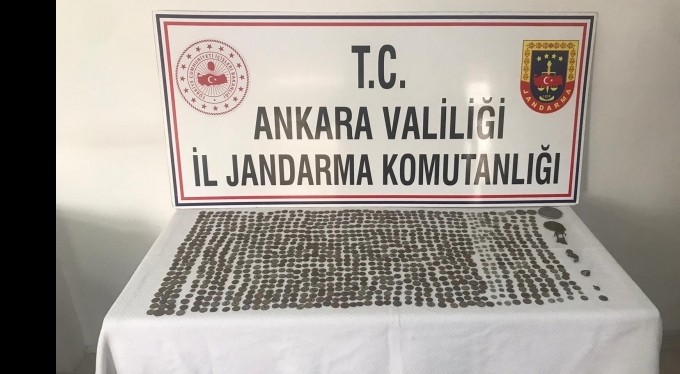 T.C.
ANKARA VALİLİĞİ
İL JANDARMA KOMUTANLIĞI
JANDARMA